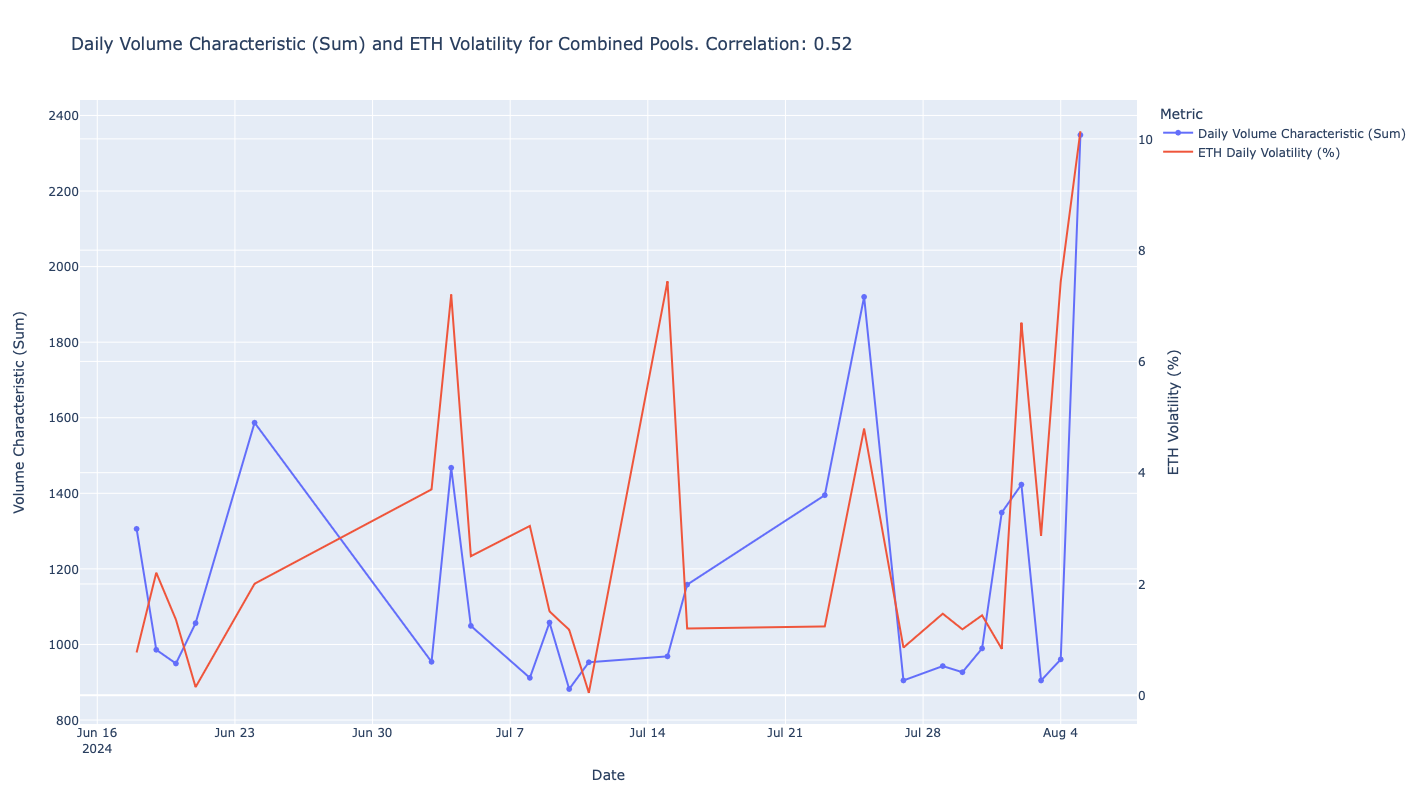 Daily Volume Characteristic (Sum) and ETH Volatility for Combined Pools. Correlation: 0.52
Metric
Daily Volume Characteristic (Sum)
ETH Daily Volatility (%)
Volume Characteristic (Sum)
2400
2200
2000
1800
1600
1400
1200
1000
800
10
8
6
4
2
0
ETH Volatility (%)
Jun 16
2024
Jun 23
Jun 30
Jul 7
Jul 14
Jul 21
Jul 28
Aug 4
Date